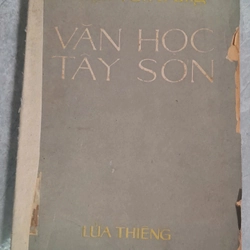 VĂN HỌC
TÂY SƠN
LỬA THIÊNG